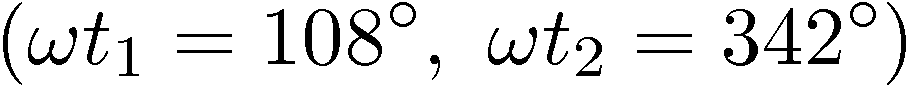 (ωt₁ = 108°, ωt₂ = 342°)